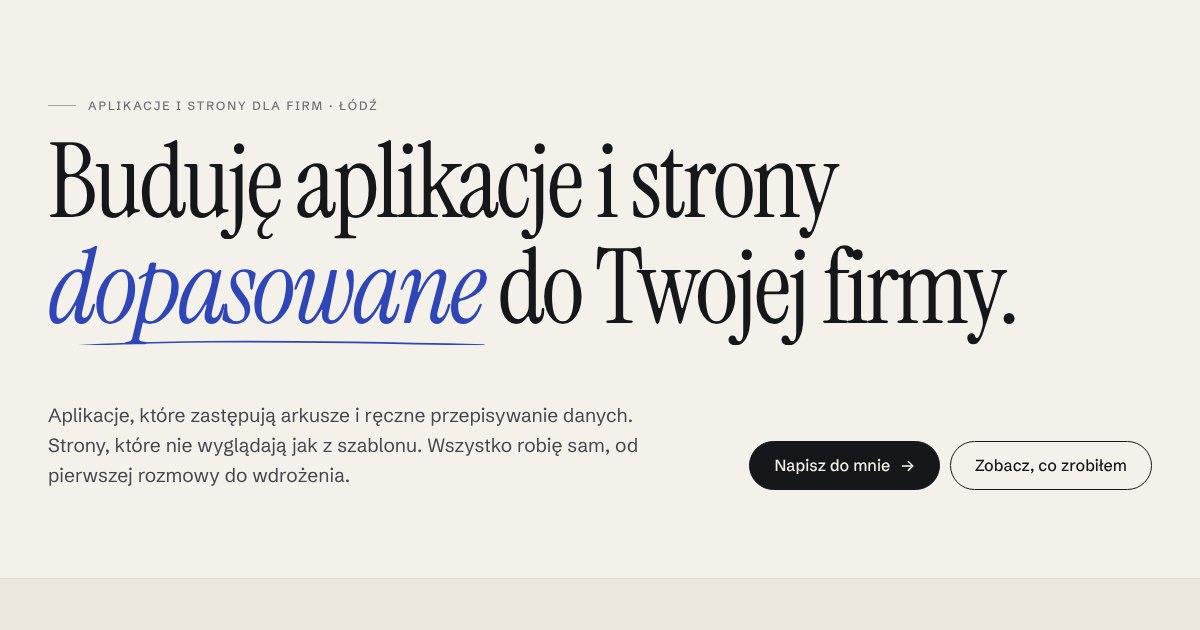 APLIKACJE I STRONY DLA FIRM · ŁÓDŹ
Buduję aplikacje i strony
dopasowane do Twojej firmy.
Aplikacje, które zastępują arkusze i ręczne przepisywanie danych.
Strony, które nie wyglądają jak z szablonu. Wszystko robię sam, od
pierwszej rozmowy do wdrożenia.
Napisz do mnie →
Zobacz, co zrobiłem